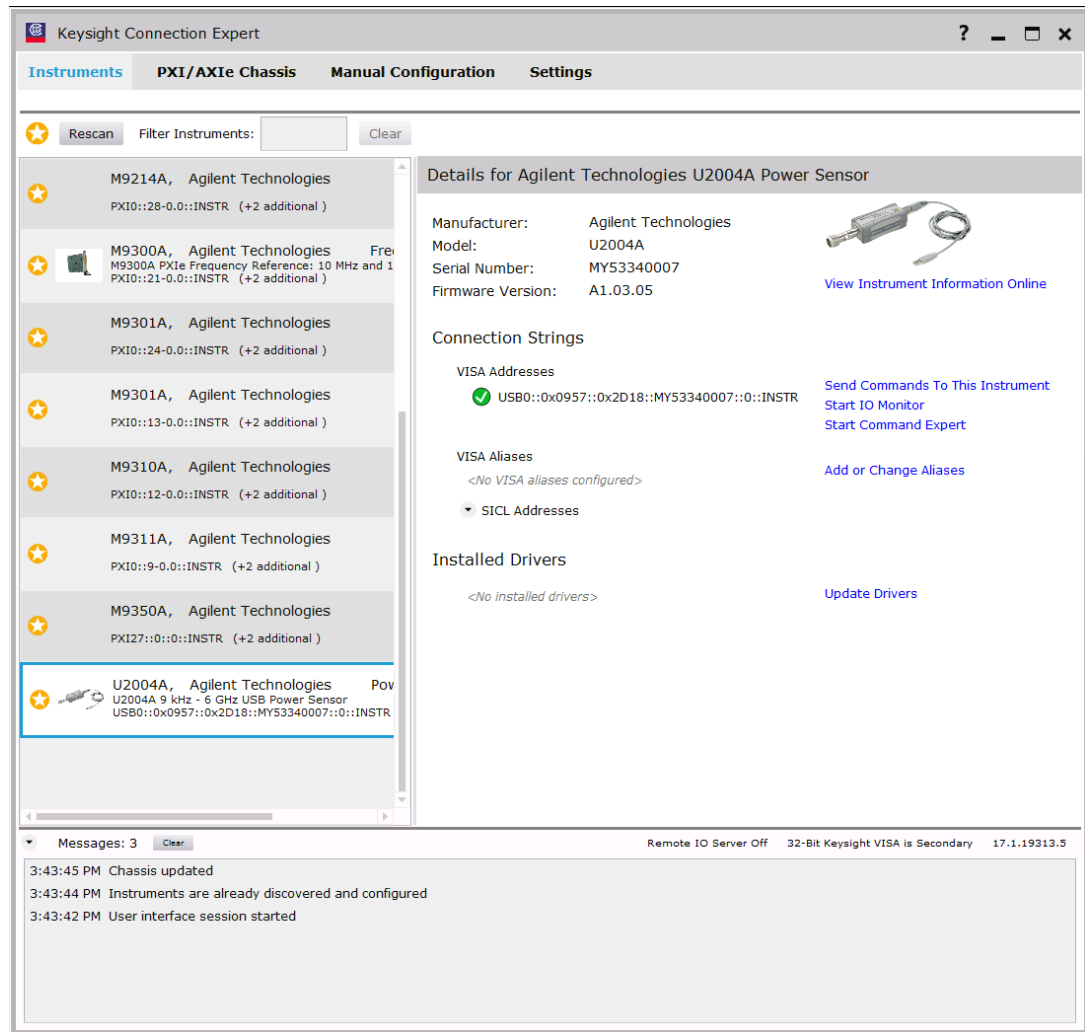 Keysight Connection Expert
?
Instruments PXI/AXIe Chassis Manual Configuration Settings
Rescan Filter Instruments: Clear
M9214A, Agilent Technologies
PXI0::28-0.0::INSTR (+2 additional )
M9300A, Agilent Technologies Fre
M9300A PXIe Frequency Reference: 10 MHz and 1
PXI0::21-0.0::INSTR (+2 additional )
M9301A, Agilent Technologies
PXI0::24-0.0::INSTR (+2 additional )
M9301A, Agilent Technologies
PXI0::13-0.0::INSTR (+2 additional )
M9310A, Agilent Technologies
PXI0::12-0.0::INSTR (+2 additional )
M9311A, Agilent Technologies
PXI0::9-0.0::INSTR (+2 additional )
M9350A, Agilent Technologies
PXI27::0::0::INSTR (+2 additional )
U2004A, Agilent Technologies Pow
U2004A 9 kHz - 6 GHz USB Power Sensor
USB0::0x0957::0x2D18::MY53340007::0::INSTR
Details for Agilent Technologies U2004A Power Sensor
Manufacturer: Agilent Technologies
Model: U2004A
Serial Number: MY53340007
Firmware Version: A1.03.05
View Instrument Information Online
Connection Strings
VISA Addresses
USB0::0x0957::0x2D18::MY53340007::0::INSTR
Send Commands To This Instrument
Start IO Monitor
Start Command Expert
VISA Aliases
<No VISA aliases configured>
Add or Change Aliases
SICL Addresses
Installed Drivers
<No installed drivers>
Update Drivers
Messages: 3 Clear Remote IO Server Off 32-Bit Keysight VISA is Secondary 17.1.19313.5
3:43:45 PM Chassis updated
3:43:44 PM Instruments are already discovered and configured
3:43:42 PM User interface session started